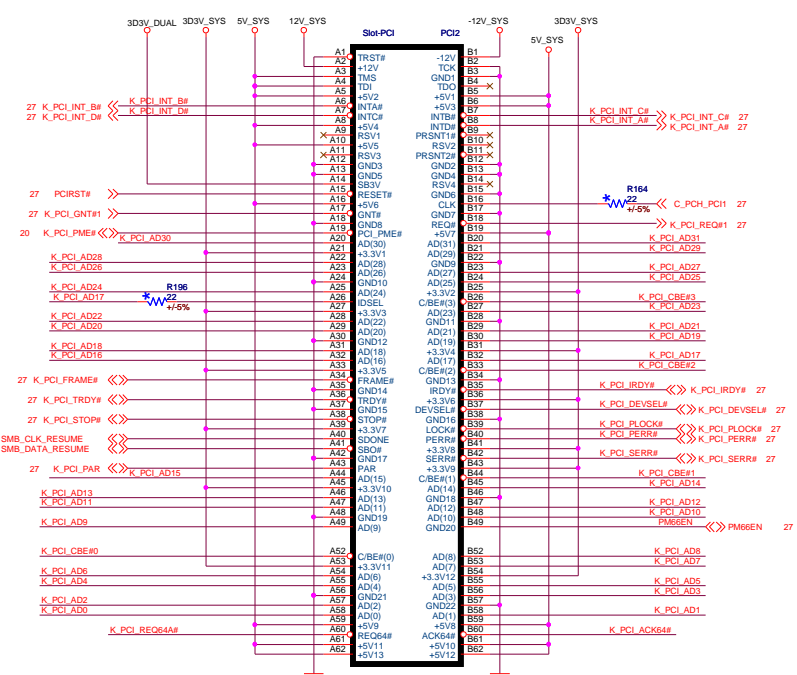 3D3V_DUAL 3D3V_SYS 5V_SYS 12V_SYS Slot-PCI PCI2 -12V_SYS 3D3V_SYS
5V_SYS
A1 TRST# -12V B1
A2 +12V TCK B2
A3 TMS GND1 B3
A4 TDI TDO B4
A5 +5V2 +5V1 B5
27 K_PCI_INT_B# K_PCI_INT_B# A6 INTA# +5V3 B6
27 K_PCI_INT_D# K_PCI_INT_D# A7 INTC# INTB# B7 K_PCI_INT_C# K_PCI_INT_C# 27
A8 +5V4 INTD# B8 K_PCI_INT_A# K_PCI_INT_A# 27
A9 RSV1 PRSNT1# B9
A10 +5V5 RSV2 B10
A11 RSV3 PRSNT2# B11
A12 GND3 GND2 B12
A13 GND5 GND4 B13
A14 SB3V RSV4 B14
27 PCIRST# A15 RESET# GND6 B15 R164
A16 +5V6 CLK B16 22 C_PCH_PCI1 27
+/-5%
27 K_PCI_GNT#1 A17 GNT# GND7 B17
A18 GND8 REQ# B18 K_PCI_REQ#1 27
20 K_PCI_PME# A19 PCI_PME# +5V7 B19
K_PCI_AD30 A20 AD(30) AD(31) B20 K_PCI_AD31
A21 +3.3V1 AD(29) B21 K_PCI_AD29
K_PCI_AD28 A22 AD(28) GND9 B22
K_PCI_AD26 A23 AD(26) AD(27) B23 K_PCI_AD27
A24 GND10 AD(25) B24 K_PCI_AD25
K_PCI_AD24 R196 A25 AD(24) +3.3V2 B25
K_PCI_AD17 22 A26 IDSEL C/BE#(3) B26 K_PCI_CBE#3
+/-5% A27 +3.3V3 AD(23) B27 K_PCI_AD23
K_PCI_AD22 A28 AD(22) GND11 B28
K_PCI_AD20 A29 AD(20) AD(21) B29 K_PCI_AD21
A30 GND12 AD(19) B30 K_PCI_AD19
K_PCI_AD18 A31 AD(18) +3.3V4 B31
K_PCI_AD16 A32 AD(16) AD(17) B32 K_PCI_AD17
A33 +3.3V5 C/BE#(2) B33 K_PCI_CBE#2
27 K_PCI_FRAME# A34 FRAME# GND13 B34
A35 GND14 IRDY# B35 K_PCI_IRDY# K_PCI_IRDY# 27
27 K_PCI_TRDY# A36 TRDY# +3.3V6 B36
A37 GND15 DEVSEL# B37 K_PCI_DEVSEL# K_PCI_DEVSEL# 27
27 K_PCI_STOP# A38 STOP# GND16 B38
A39 +3.3V7 LOCK# B39 K_PCI_PLOCK# K_PCI_PLOCK# 27
SMB_CLK_RESUME A40 SDONE PERR# B40 K_PCI_PERR# K_PCI_PERR# 27
SMB_DATA_RESUME A41 SBO# +3.3V8 B41
A42 GND17 SERR# B42 K_PCI_SERR# K_PCI_SERR# 27
27 K_PCI_PAR A43 PAR +3.3V9 B43
K_PCI_AD15 A44 AD(15) C/BE#(1) B44 K_PCI_CBE#1
A45 +3.3V10 AD(14) B45 K_PCI_AD14
K_PCI_AD13 A46 AD(13) GND18 B46
K_PCI_AD11 A47 AD(11) AD(12) B47 K_PCI_AD12
A48 GND19 AD(10) B48 K_PCI_AD10
K_PCI_AD9 A49 AD(9) GND20 B49 PM66EN PM66EN 27
K_PCI_CBE#0 A52 C/BE#(0) AD(8) B52 K_PCI_AD8
A53 +3.3V11 AD(7) B53 K_PCI_AD7
K_PCI_AD6 A54 AD(6) +3.3V12 B54
K_PCI_AD4 A55 AD(4) AD(5) B55 K_PCI_AD5
A56 GND21 AD(3) B56 K_PCI_AD3
K_PCI_AD2 A57 AD(2) GND22 B57
K_PCI_AD0 A58 AD(0) AD(1) B58 K_PCI_AD1
A59 +5V9 +5V8 B59
K_PCI_REQ64A# A60 REQ64# ACK64# B60 K_PCI_ACK64#
A61 +5V11 +5V10 B61
A62 +5V13 +5V12 B62